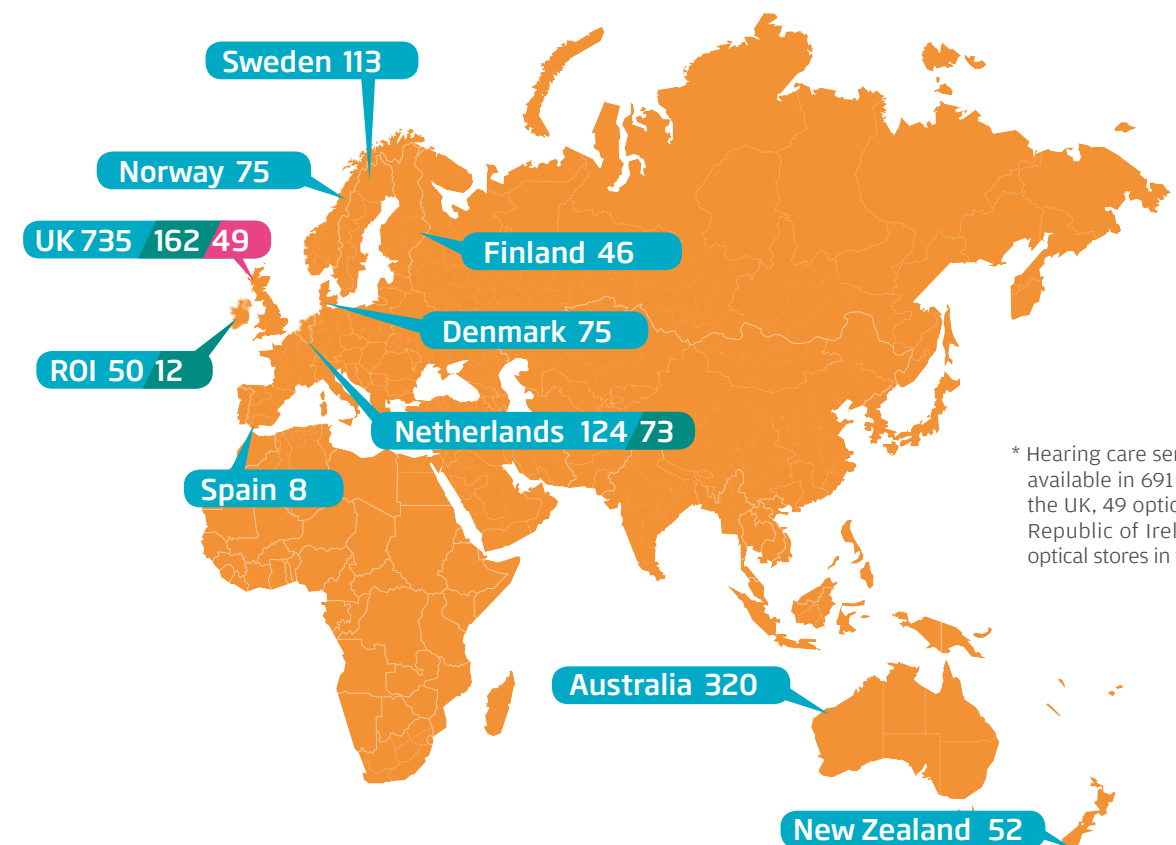 Sweden 113
Norway 75
UK 735 162 49
Finland 46
Denmark 75
ROI 50 12
Netherlands 124 73
Spain 8
* Hearing care ser
available in 691
the UK, 49 optic
Republic of Irel
optical stores in
Australia 320
New Zealand 52